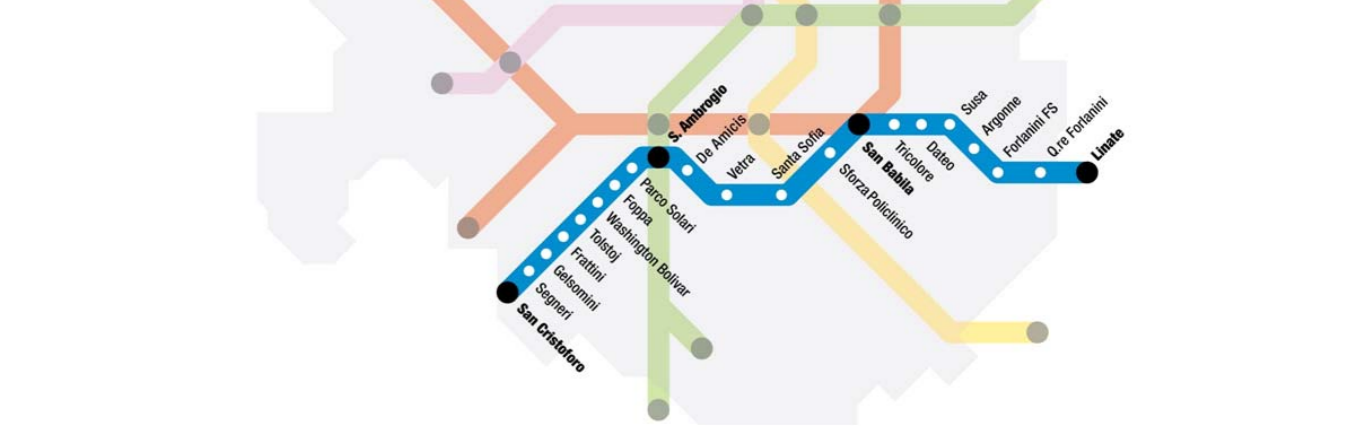 San Cristoforo
Segneri
Gelsomini
Frattini
Tolstoj
Washington Bolivar
Foppa
Parco Solari
S. Ambrogio
De Amicis
Vetra
Santa Sofia
Sforza Policlinico
San Babila
Tricolore
Dateo
Susa
Argonne
Forlanini FS
Q.re Forlanini
Linate